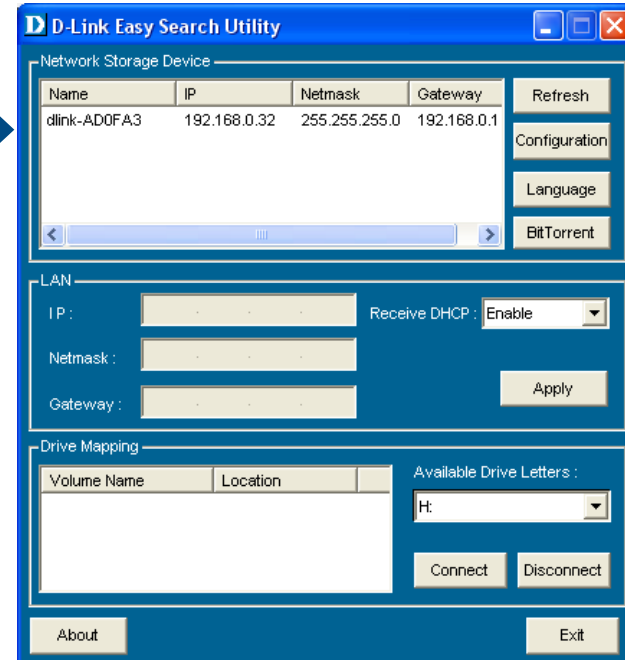 D D-Link Easy Search Utility
Network Storage Device
Name IP Netmask Gateway
dlink-AD0FA3 192.168.0.32 255.255.255.0 192.168.0.1
Refresh
Configuration
Language
BitTorrent
LAN
IP :
Receive DHCP : Enable
Netmask :
Gateway :
Apply
Drive Mapping
Volume Name Location
Available Drive Letters :
H:
Connect Disconnect
About Exit